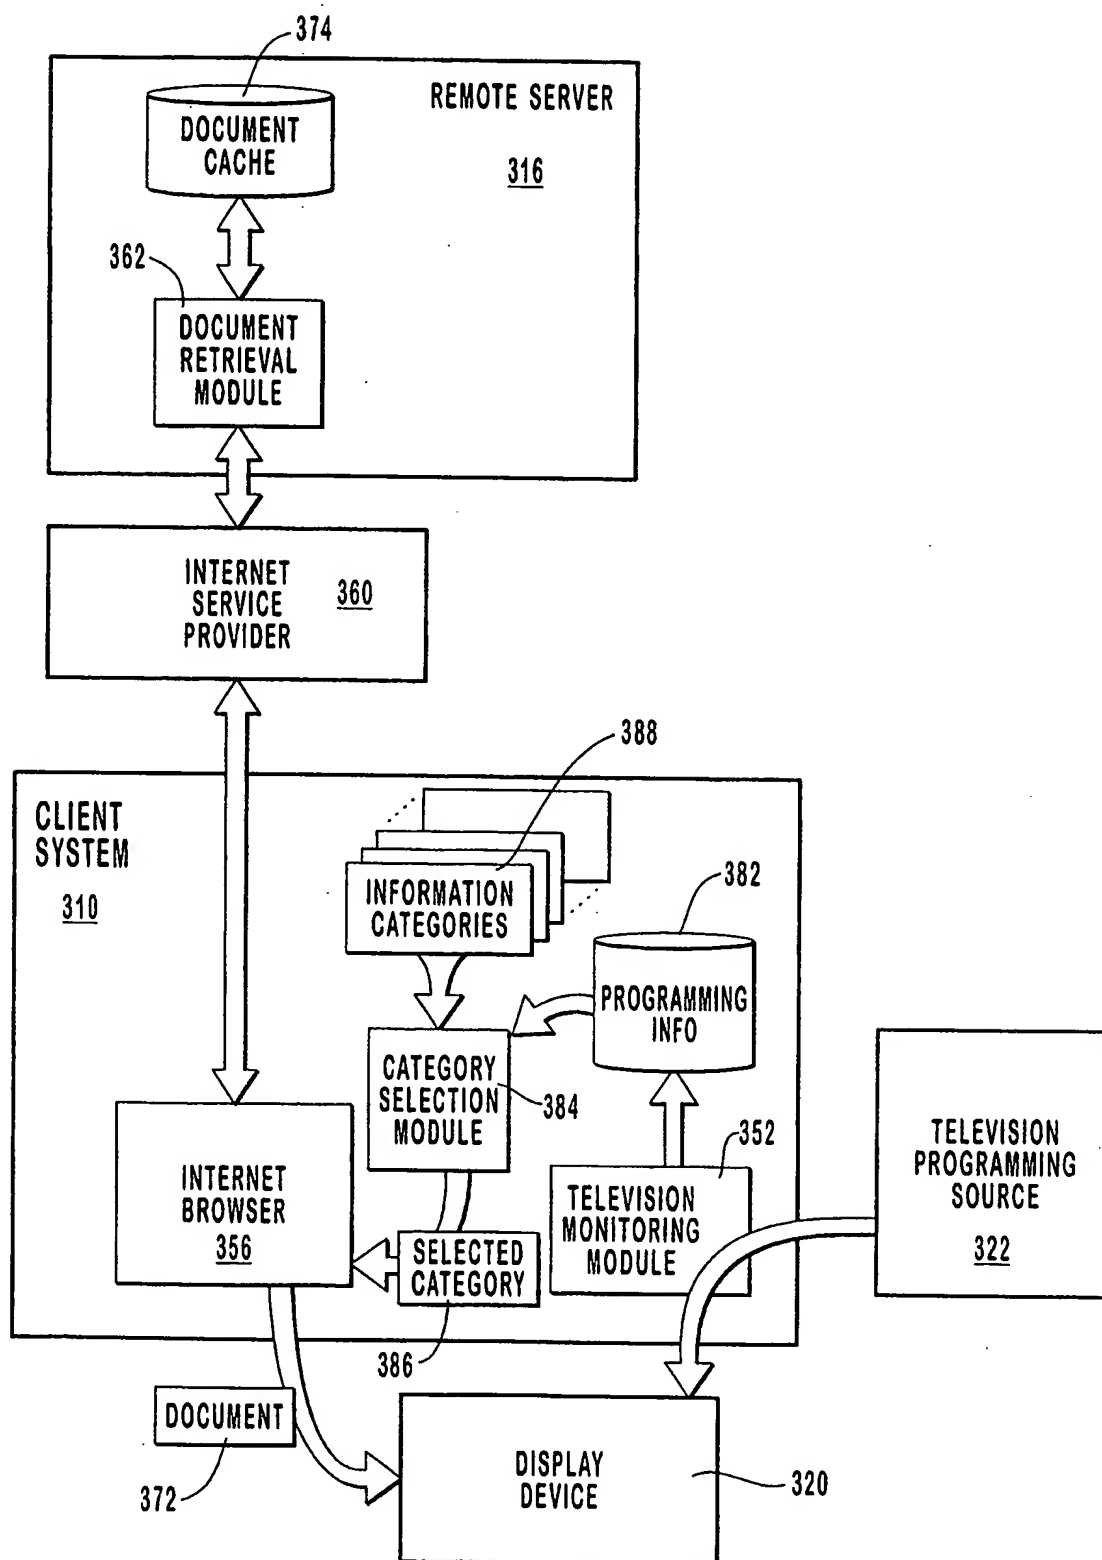 374
REMOTE SERVER
316
DOCUMENT
CACHE
362
DOCUMENT
RETRIEVAL
MODULE
INTERNET
SERVICE
PROVIDER
360
388
CLIENT
SYSTEM
310
INFORMATION
CATEGORIES
382
PROGRAMMING
INFO
CATEGORY
SELECTION
MODULE
384
352
TELEVISION
MONITORING
MODULE
TELEVISION
PROGRAMMING
SOURCE
322
INTERNET
BROWSER
356
SELECTED
CATEGORY
386
DOCUMENT
372
DISPLAY
DEVICE
320